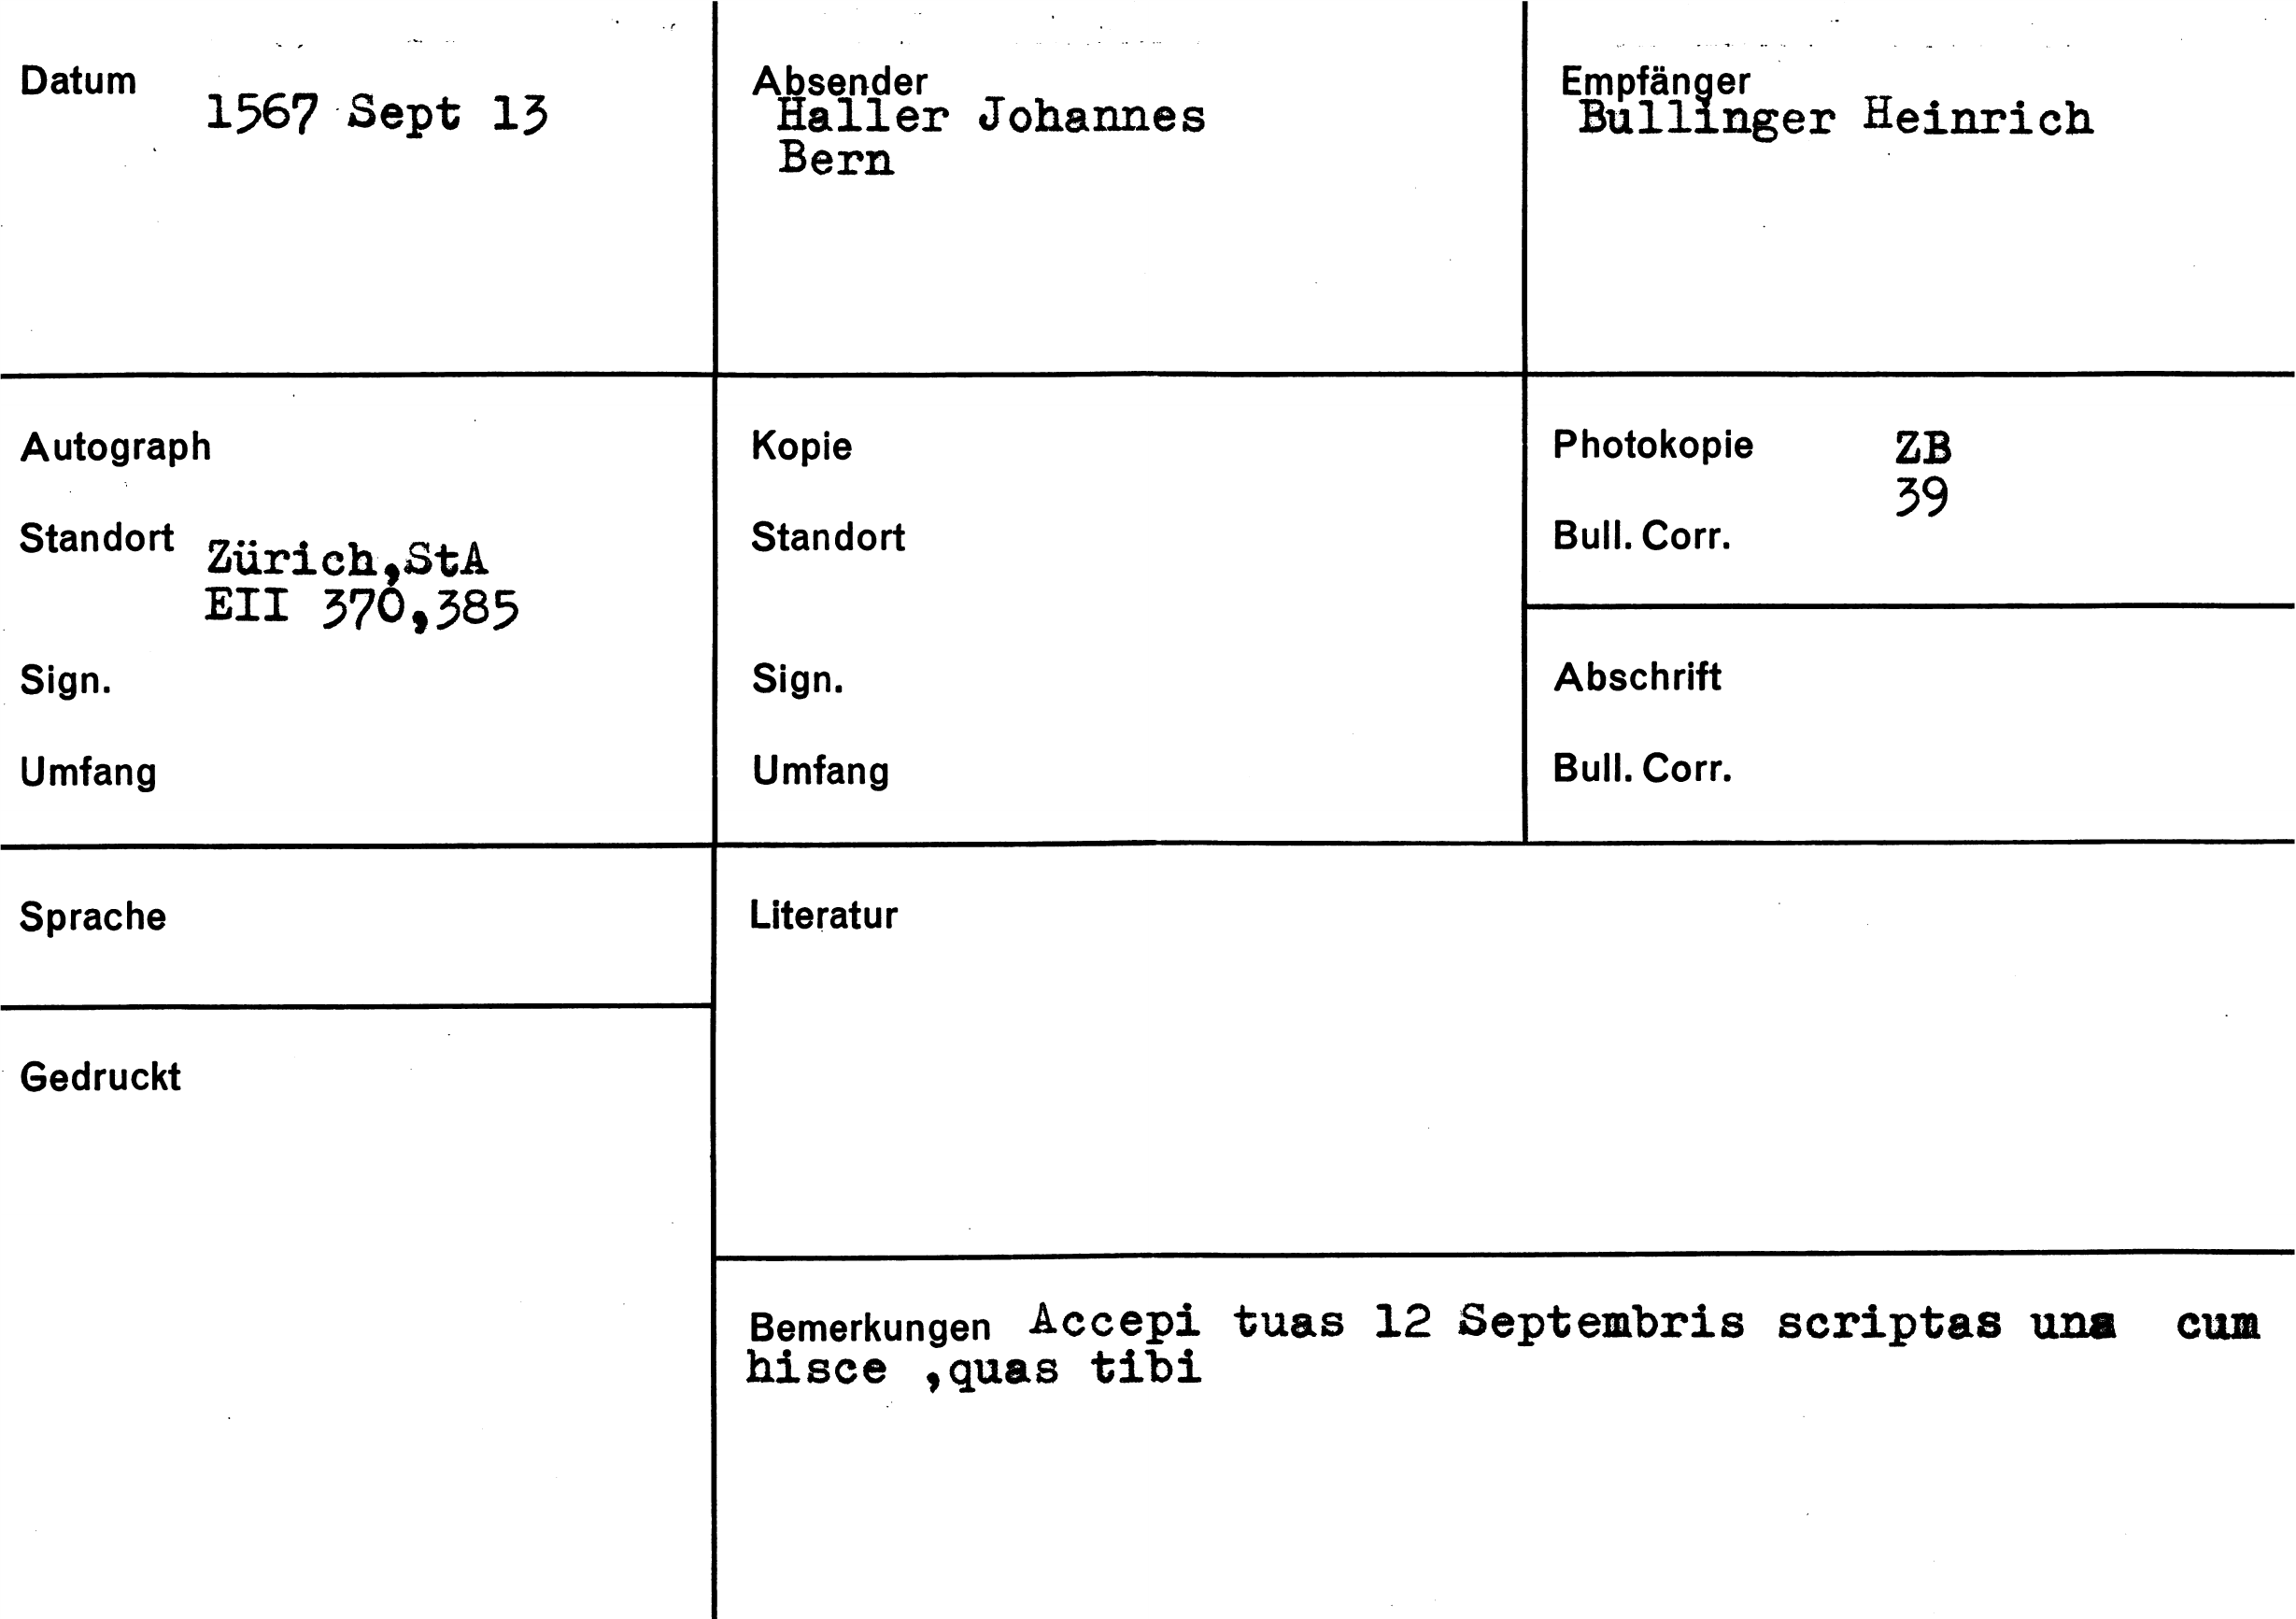 Datum
1567 Sept 13
Absender
Haller Johannes
Bern
Empfänger
Bullinger Heinrich
Autograph
Standort
Zürich,StA
EII 370,385
Sign.
Umfang
Kopie
Standort
Sign.
Umfang
Photokopie ZB
39
Bull. Corr.
Abschrift
Bull. Corr.
Sprache
Literatur
Gedruckt
Bemerkungen Accepi tuas 12 Septembris scriptas una cum
hisce ,quas tibi